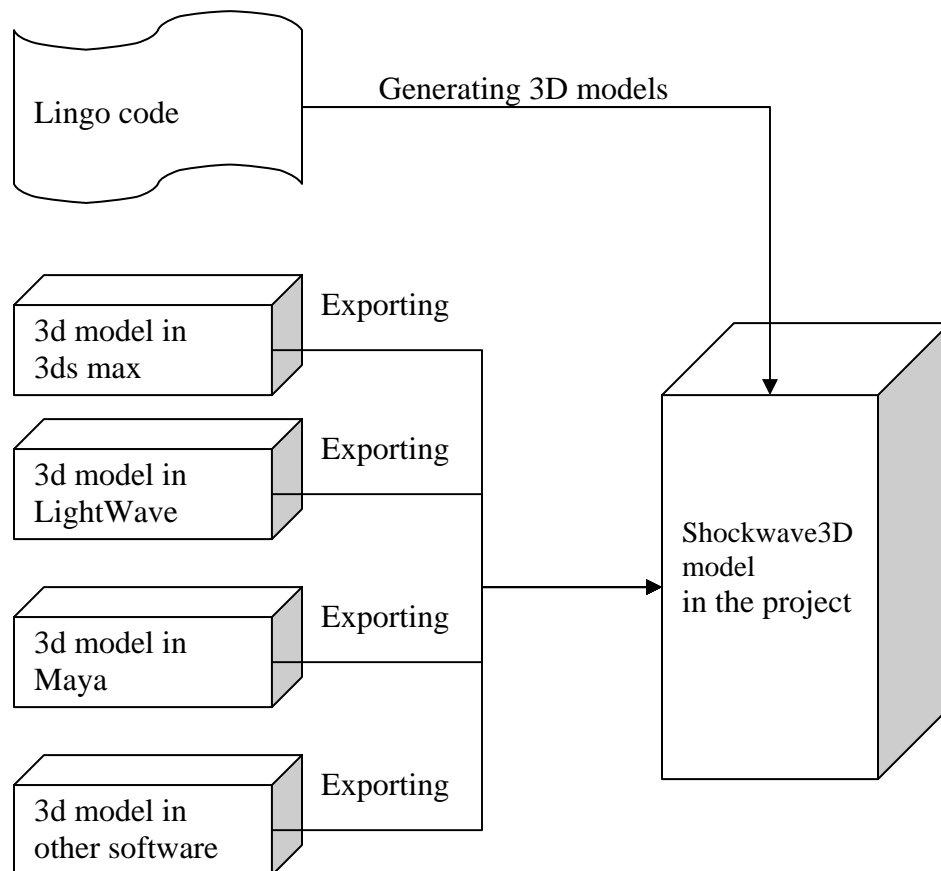 Generating 3D models
Lingo code
Exporting
3d model in
3ds max
Exporting
3d model in
LightWave
Exporting
3d model in
Maya
Exporting
3d model in
other software
Shockwave3D
model
in the project